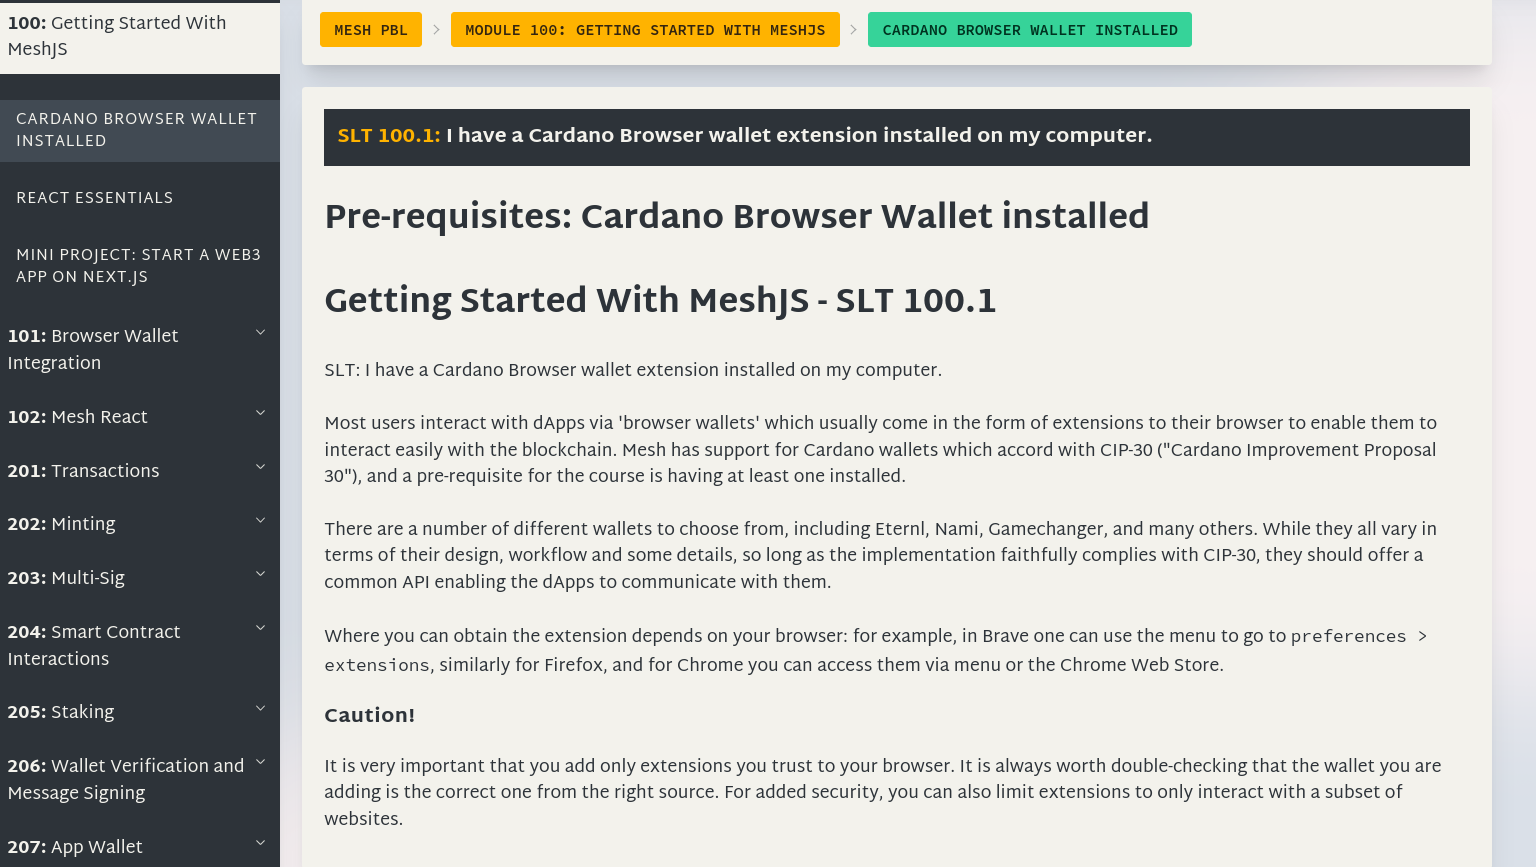 100: Getting Started With
MeshJS
CARDANO BROWSER WALLET
INSTALLED
REACT ESSENTIALS
MINI PROJECT: START A WEB3
APP ON NEXT.JS
101: Browser Wallet
Integration
102: Mesh React
201: Transactions
202: Minting
203: Multi-Sig
204: Smart Contract
Interactions
205: Staking
206: Wallet Verification and
Message Signing
207: App Wallet
MESH PBL
MODULE 100: GETTING STARTED WITH MESHJS
CARDANO BROWSER WALLET INSTALLED
SLT 100.1: I have a Cardano Browser wallet extension installed on my computer.
Pre-requisites: Cardano Browser Wallet installed
Getting Started With MeshJS - SLT 100.1
SLT: I have a Cardano Browser wallet extension installed on my computer.
Most users interact with dApps via 'browser wallets' which usually come in the form of extensions to their browser to enable them to
interact easily with the blockchain. Mesh has support for Cardano wallets which accord with CIP-30 ("Cardano Improvement Proposal
30"), and a pre-requisite for the course is having at least one installed.
There are a number of different wallets to choose from, including Eternl, Nami, Gamechanger, and many others. While they all vary in
terms of their design, workflow and some details, so long as the implementation faithfully complies with CIP-30, they should offer a
common API enabling the dApps to communicate with them.
Where you can obtain the extension depends on your browser: for example, in Brave one can use the menu to go to preferences >
extensions, similarly for Firefox, and for Chrome you can access them via menu or the Chrome Web Store.
Caution!
It is very important that you add only extensions you trust to your browser. It is always worth double-checking that the wallet you are
adding is the correct one from the right source. For added security, you can also limit extensions to only interact with a subset of
websites.